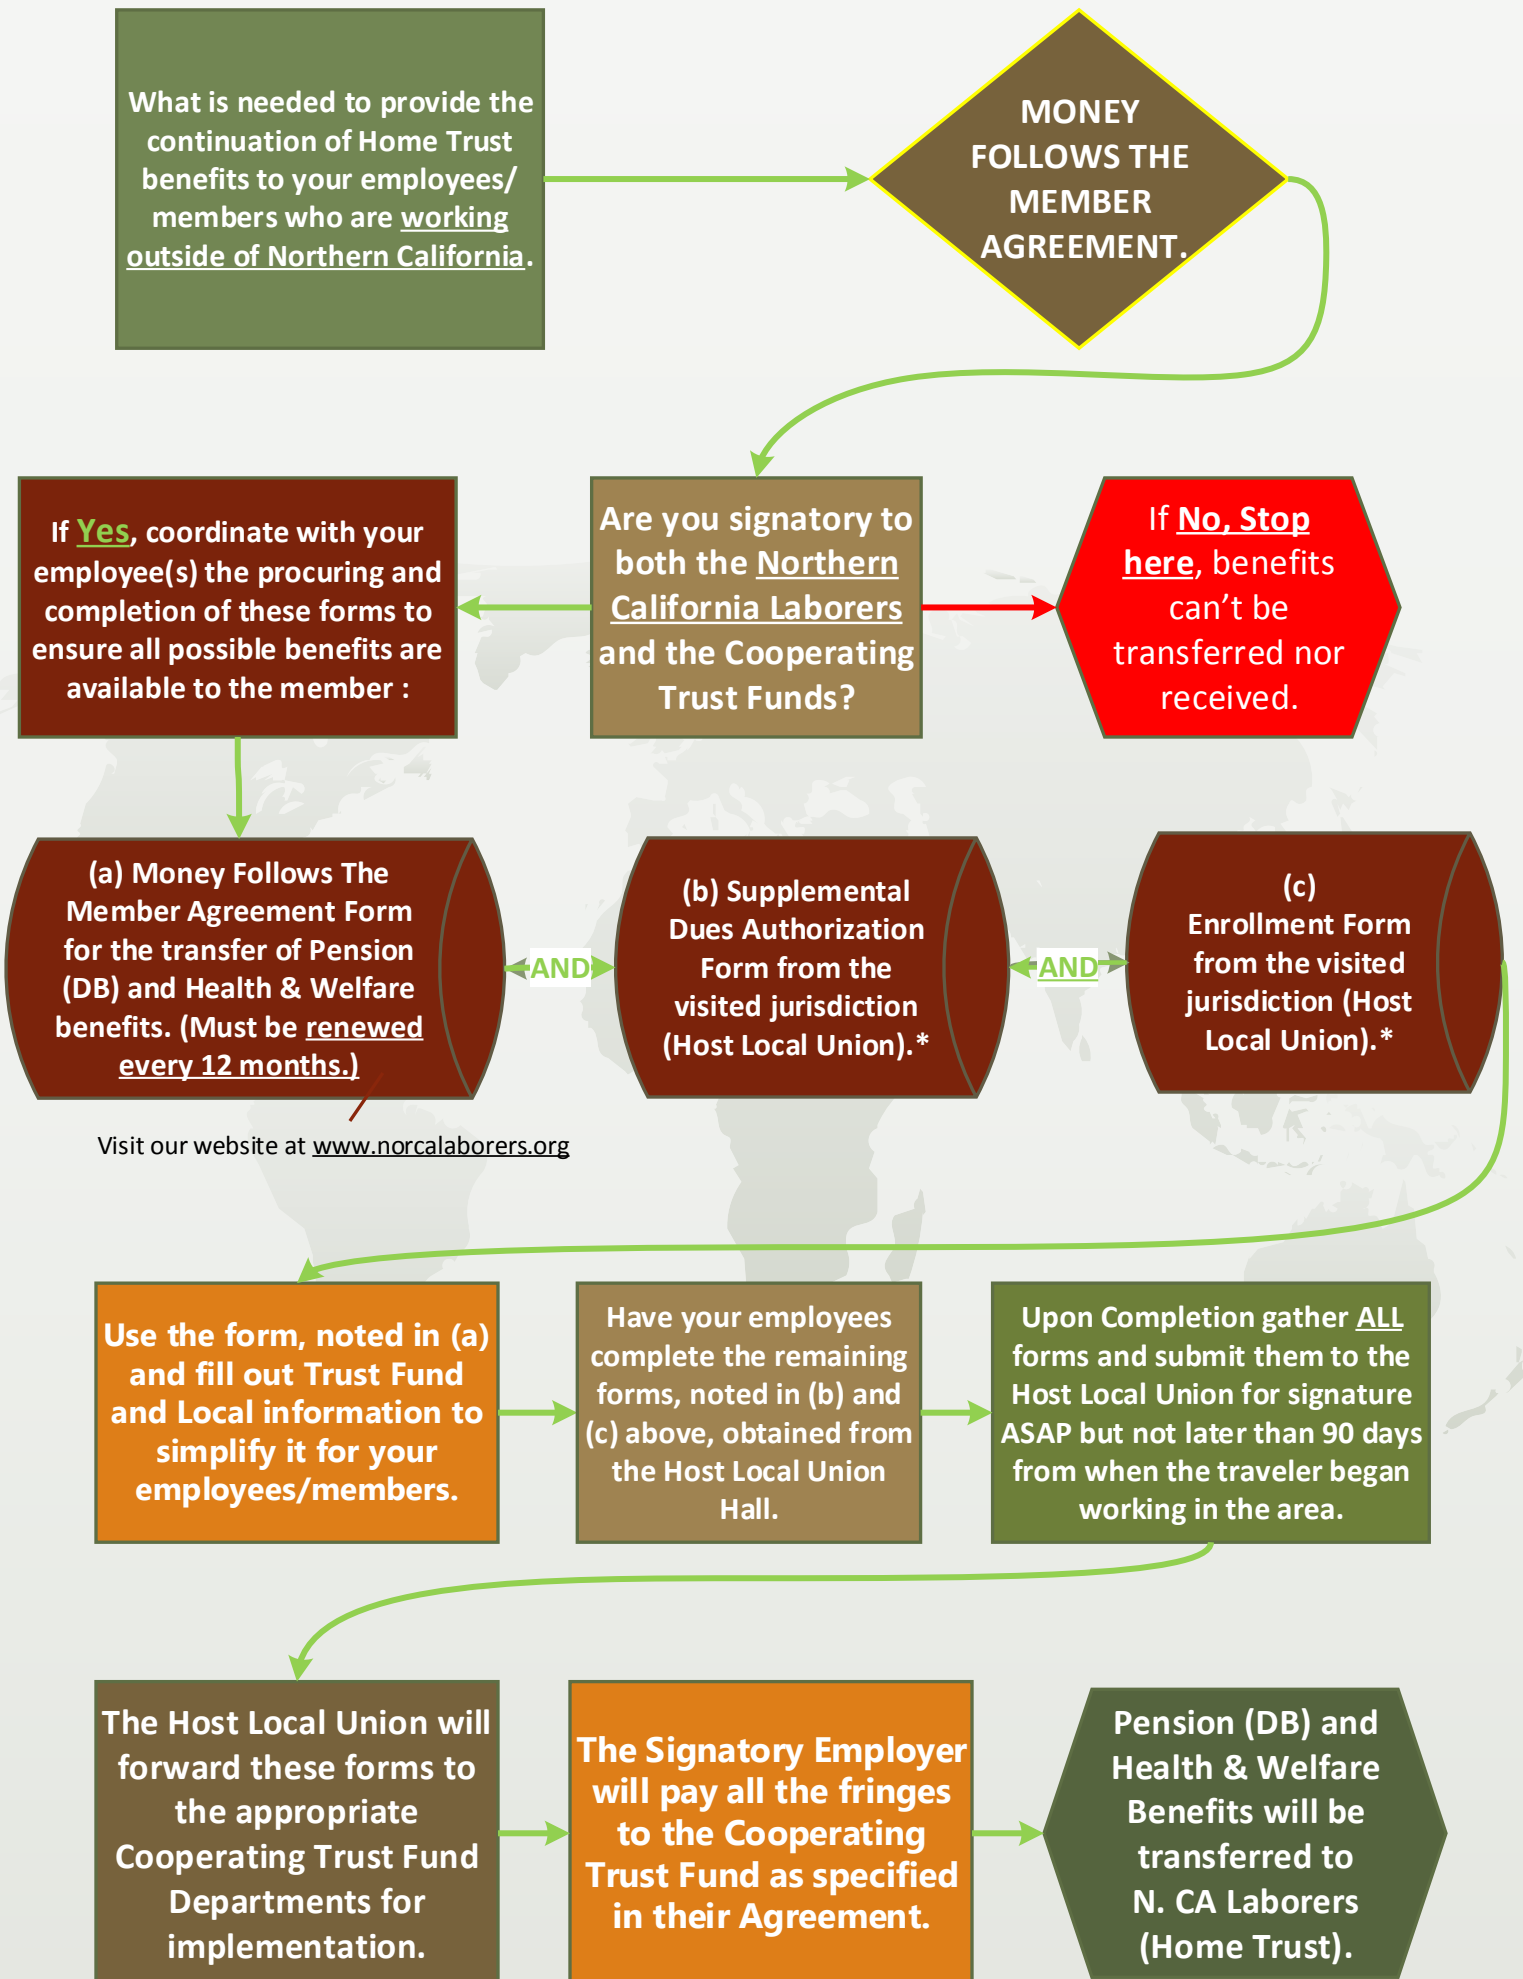 What is needed to provide the
continuation of Home Trust
benefits to your employees/
members who are working
outside of Northern California.
MONEY
FOLLOWS THE
MEMBER
AGREEMENT.
If Yes, coordinate with your
employee(s) the procuring and
completion of these forms to
ensure all possible benefits are
available to the member :
Are you signatory to
both the Northern
California Laborers
and the Cooperating
Trust Funds?
If No, Stop
here, benefits
can’t be
transferred nor
received.
(a) Money Follows The
Member Agreement Form
for the transfer of Pension
(DB) and Health & Welfare
benefits. (Must be renewed
every 12 months.)
AND
(b) Supplemental
Dues Authorization
Form from the
visited jurisdiction
(Host Local Union).*
AND
(c)
Enrollment Form
from the visited
jurisdiction (Host
Local Union).*
Visit our website at www.norcalaborers.org
Use the form, noted in (a)
and fill out Trust Fund
and Local information to
simplify it for your
employees/members.
Have your employees
complete the remaining
forms, noted in (b) and
(c) above, obtained from
the Host Local Union
Hall.
Upon Completion gather ALL
forms and submit them to the
Host Local Union for signature
ASAP but not later than 90 days
from when the traveler began
working in the area.
The Host Local Union will
forward these forms to
the appropriate
Cooperating Trust Fund
Departments for
implementation.
The Signatory Employer
will pay all the fringes
to the Cooperating
Trust Fund as specified
in their Agreement.
Pension (DB) and
Health & Welfare
Benefits will be
transferred to
N. CA Laborers
(Home Trust).